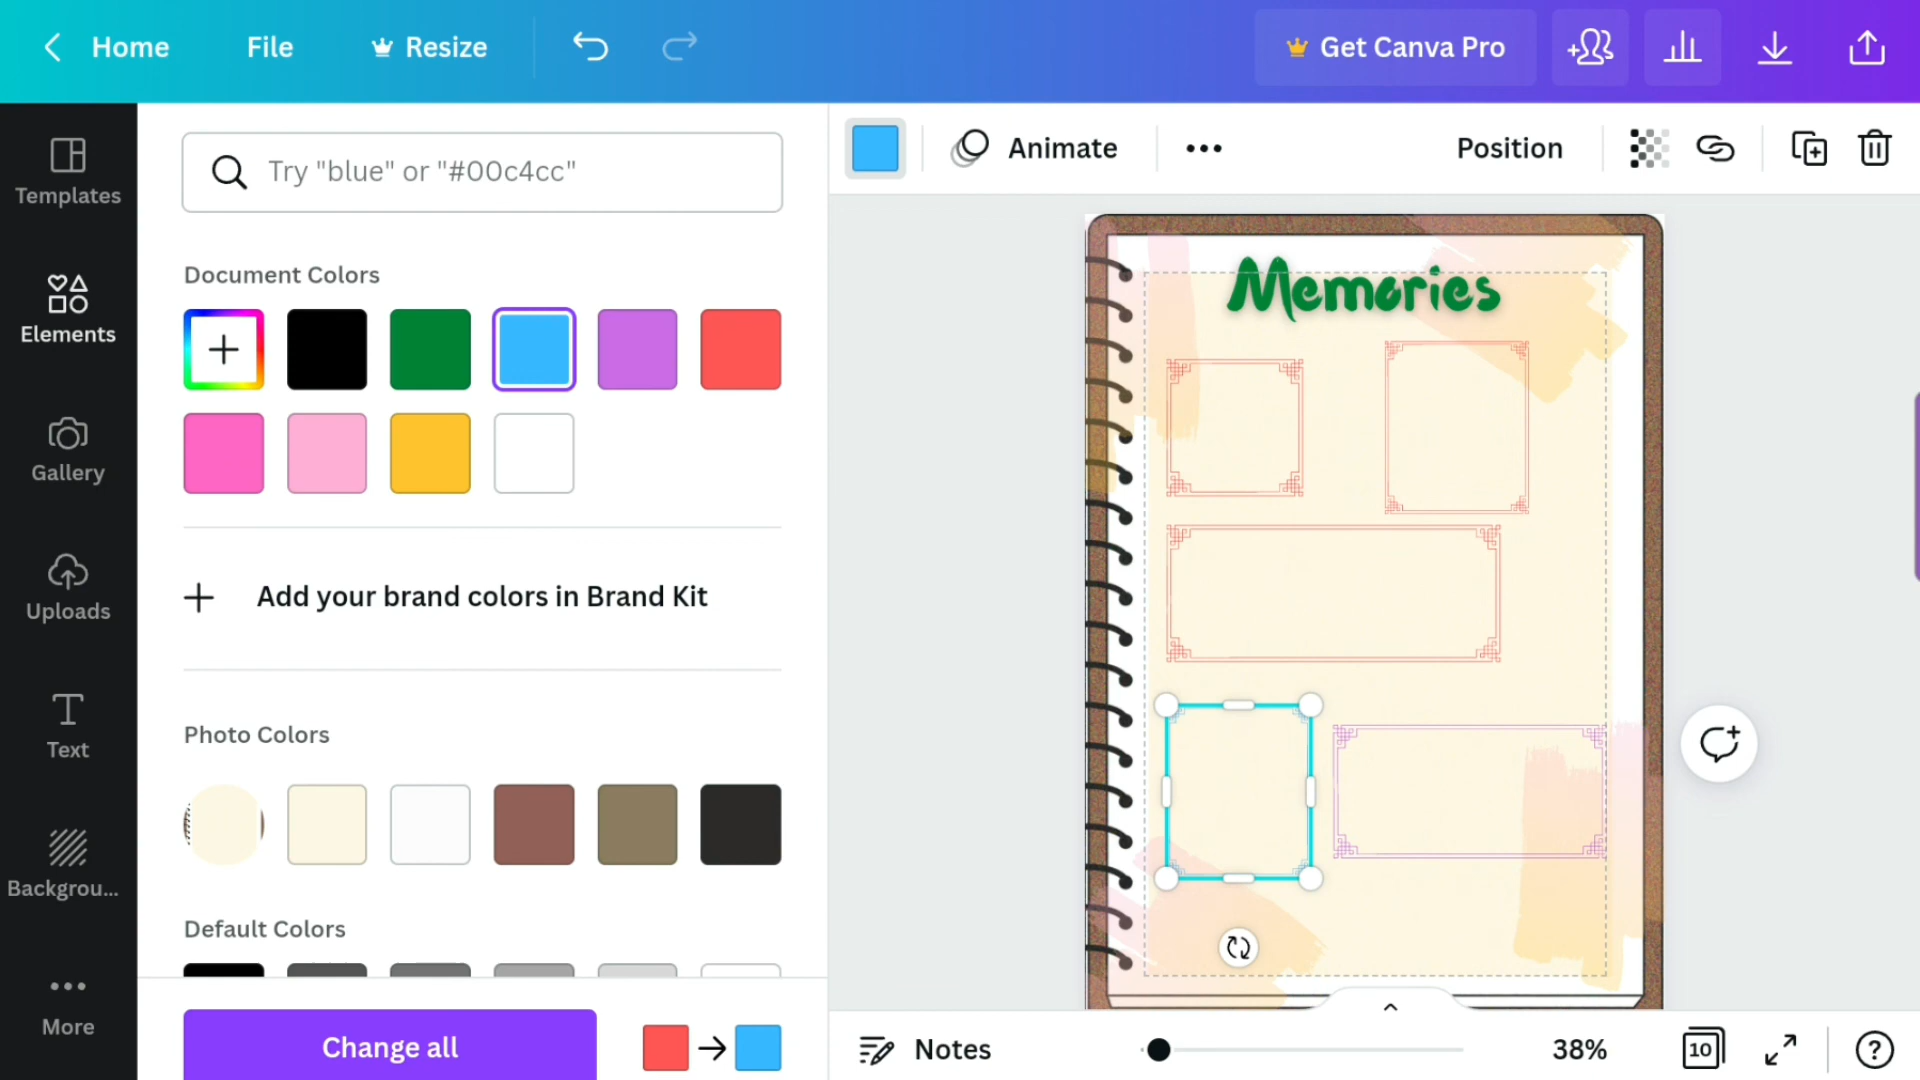 Home
File
Resize
Get Canva Pro
Try "blue" or "#00c4cc"
Animate
Position
Templates
Elements
Gallery
Uploads
Text
Backgrou...
More
Document Colors
Add your brand colors in Brand Kit
Photo Colors
Default Colors
Change all
Memories
Notes
38%
10
?